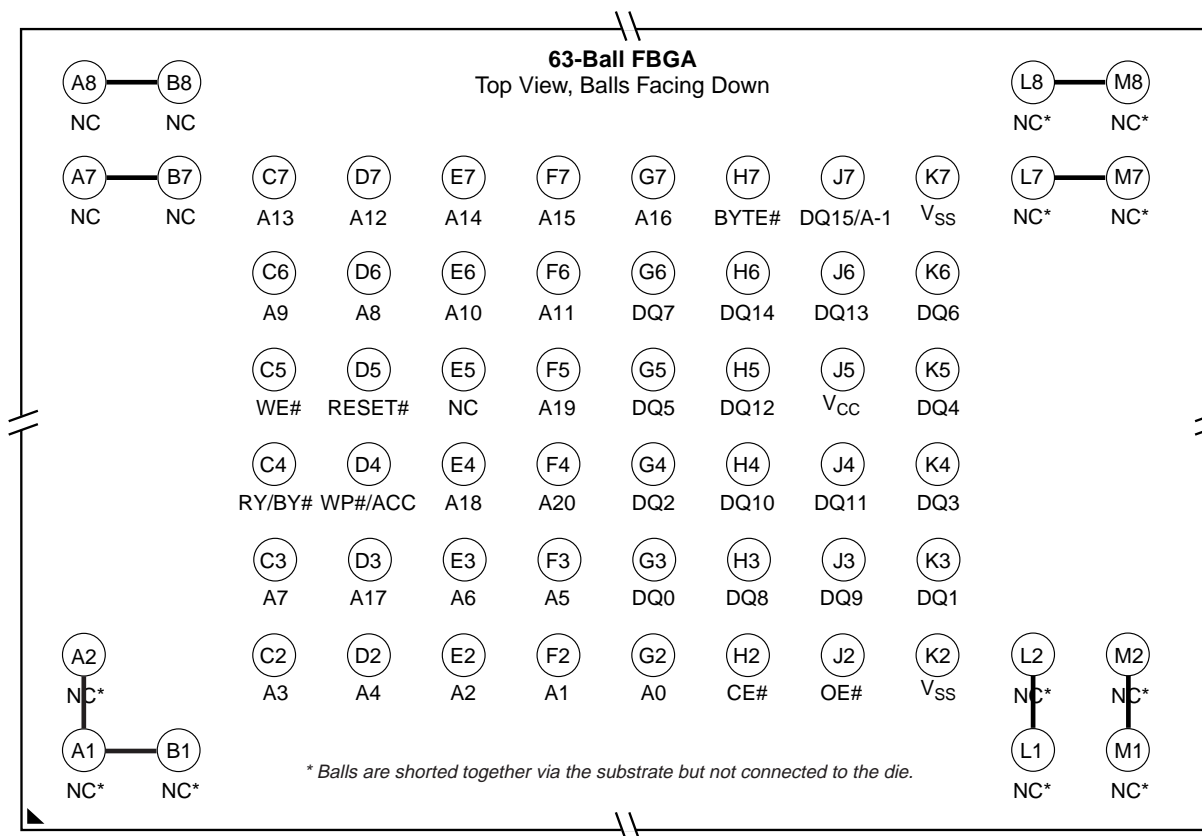 63-Ball FBGA
Top View, Balls Facing Down
A8 B8 L8 M8
NC NC NC* NC*
A7 B7 C7 D7 E7 F7 G7 H7 J7 K7 L7 M7
NC NC A13 A12 A14 A15 A16 BYTE# DQ15/A-1 VSS NC* NC*
C6 D6 E6 F6 G6 H6 J6 K6
A9 A8 A10 A11 DQ7 DQ14 DQ13 DQ6
C5 D5 E5 F5 G5 H5 J5 K5
WE# RESET# NC A19 DQ5 DQ12 VCC DQ4
C4 D4 E4 F4 G4 H4 J4 K4
RY/BY# WP#/ACC A18 A20 DQ2 DQ10 DQ11 DQ3
C3 D3 E3 F3 G3 H3 J3 K3
A7 A17 A6 A5 DQ0 DQ8 DQ9 DQ1
A2 C2 D2 E2 F2 G2 H2 J2 K2 L2 M2
NC* A3 A4 A2 A1 A0 CE# OE# VSS NC* NC*
A1 B1 L1 M1
NC* NC* NC* NC*
* Balls are shorted together via the substrate but not connected to the die.